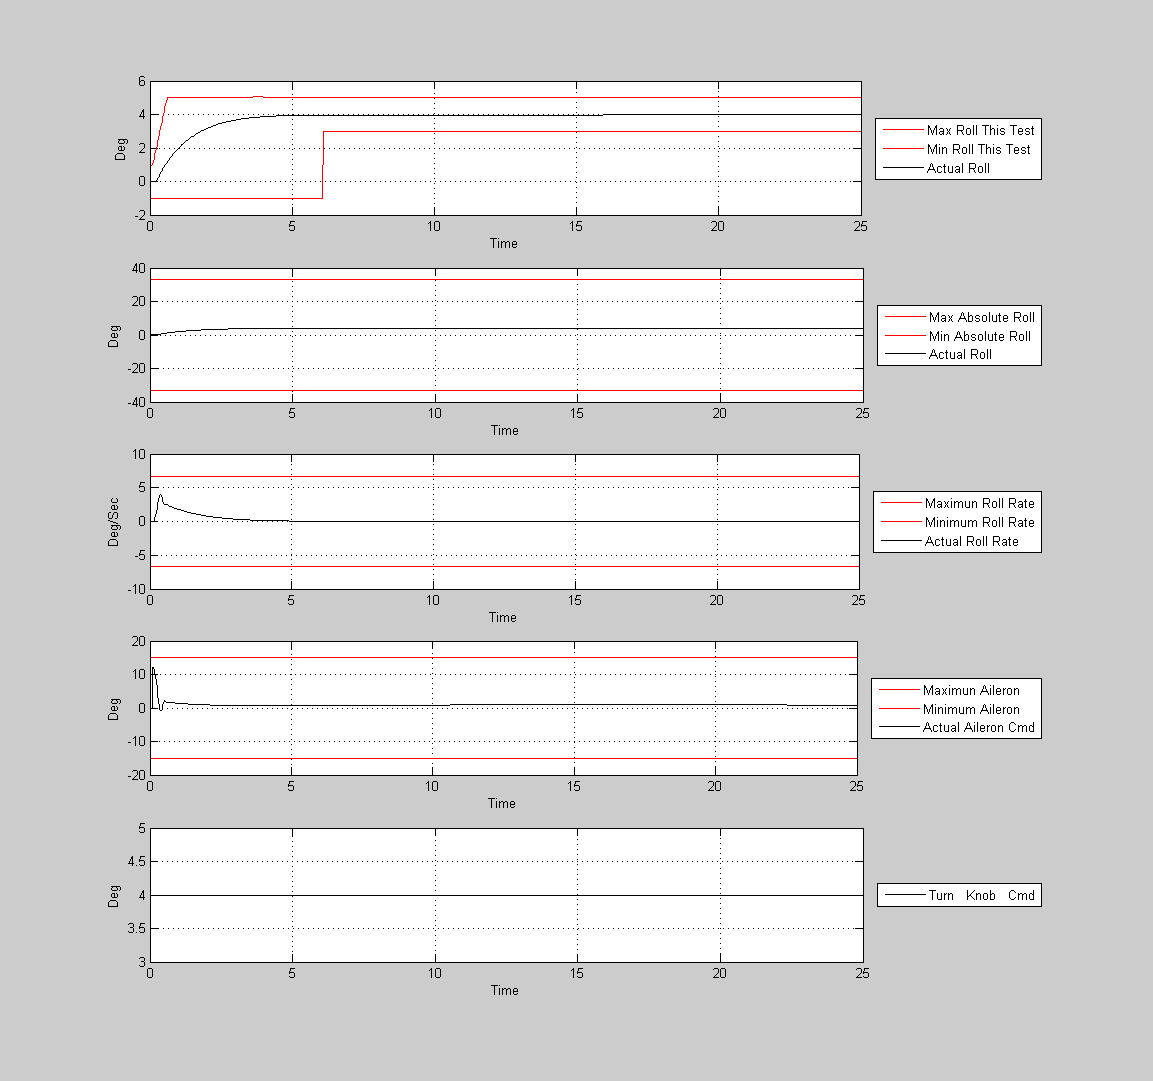 6
4
2
0
-2
Deg
0 5 10 15 20 25
Time
Max Roll This Test
Min Roll This Test
Actual Roll
40
20
0
-20
-40
Deg
0 5 10 15 20 25
Time
Max Absolute Roll
Min Absolute Roll
Actual Roll
10
5
0
-5
-10
Deg/Sec
0 5 10 15 20 25
Time
Maximun Roll Rate
Minimum Roll Rate
Actual Roll Rate
20
10
0
-10
-20
Deg
0 5 10 15 20 25
Time
Maximun Aileron
Minimum Aileron
Actual Aileron Cmd
5
4.5
4
3.5
3
Deg
0 5 10 15 20 25
Time
Turn Knob Cmd